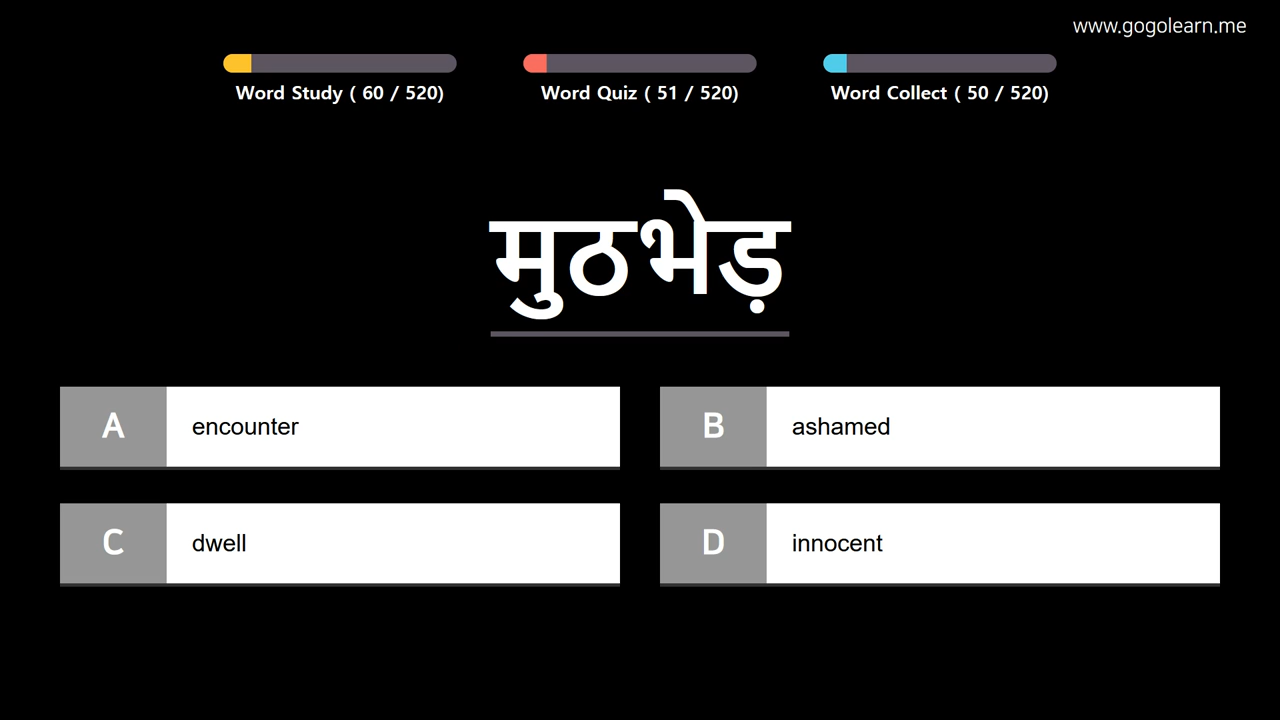 www.gogolearn.me
Word Study ( 60 / 520)
Word Quiz ( 51 / 520)
Word Collect ( 50 / 520)
मुठभेड़
A encounter
B ashamed
C dwell
D innocent